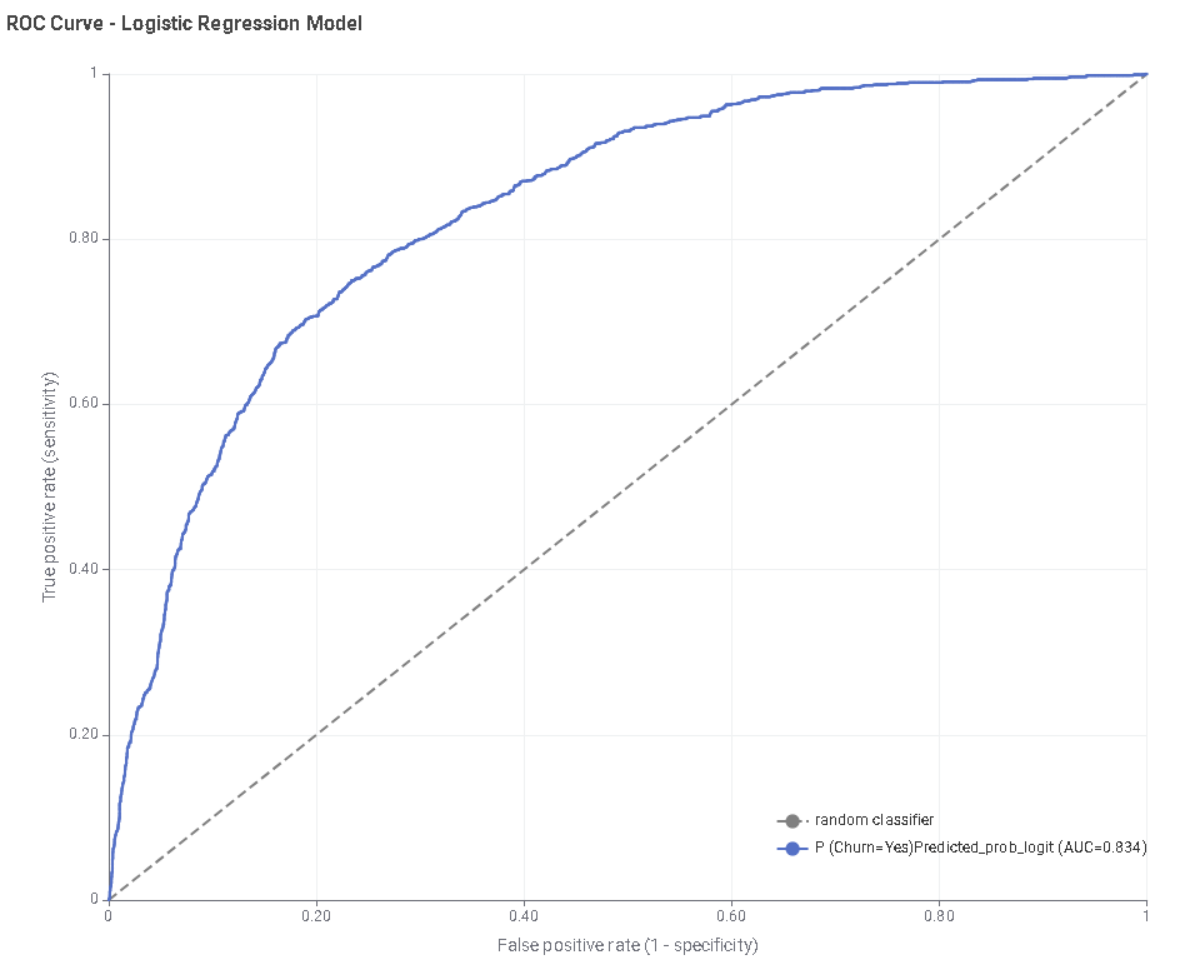 ROC Curve - Logistic Regression Model
1
0.80
0.60
0.40
0.20
0
True positive rate (sensitivity)
0
0.20
0.40
0.60
0.80
1
False positive rate (1 - specificity)
random classifier
P (Churn=Yes)Predicted_prob_logit (AUC=0.834)